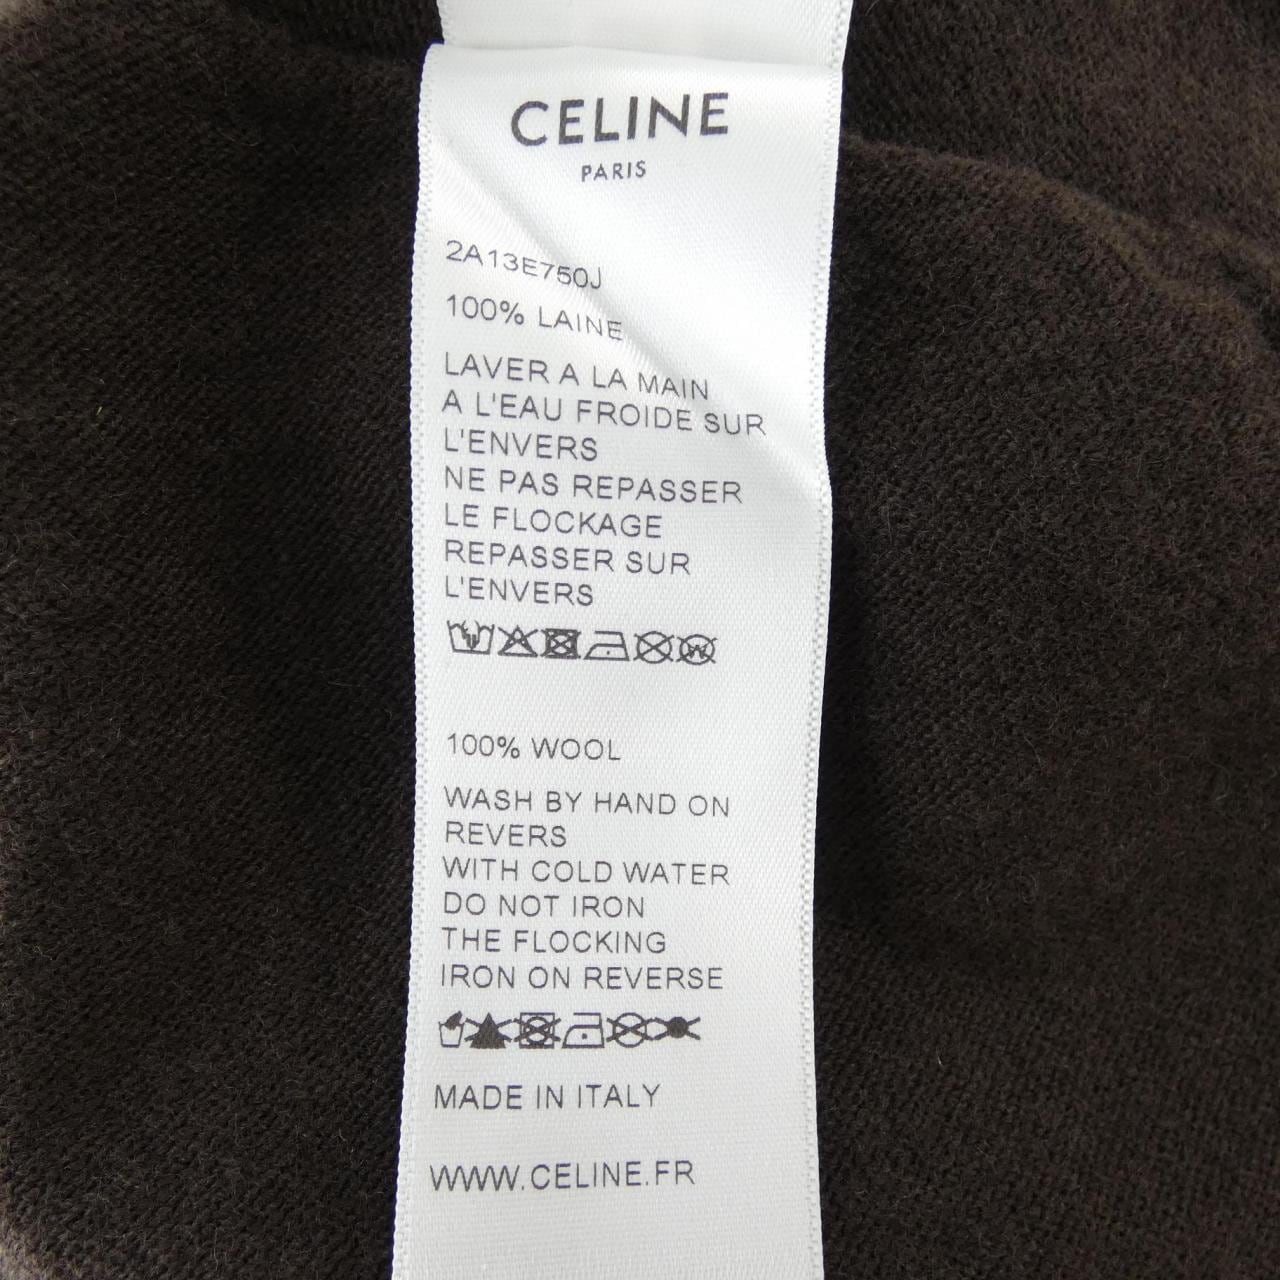 CELINE
PARIS
2A13E750J
100% LAINE
LAVER A LA MAIN
A L'EAU FROIDE SUR
L'ENVERS
NE PAS REPASSER
LE FLOCKAGE
REPASSER SUR
L'ENVERS
100% WOOL
WASH BY HAND ON
REVERS
WITH COLD WATER
DO NOT IRON
THE FLOCKING
IRON ON REVERSE
MADE IN ITALY
WWW.CELINE.FR